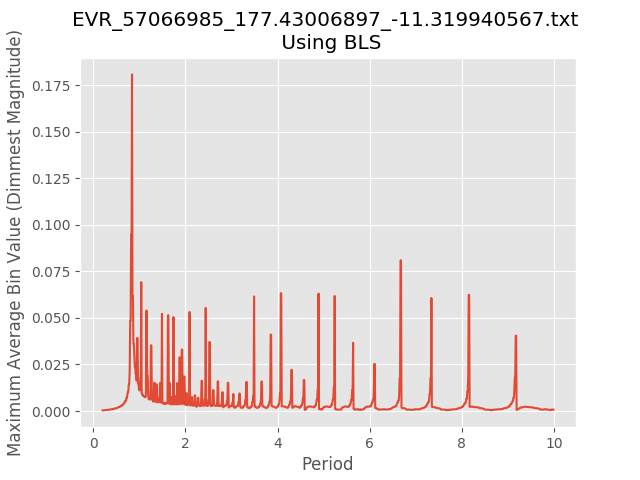 EVR_57066985_177.43006897_-11.319940567.txt
Using BLS
Maximum Average Bin Value (Dimmest Magnitude)
0.175
0.150
0.125
0.100
0.075
0.050
0.025
0.000
0 2 4 6 8 10
Period